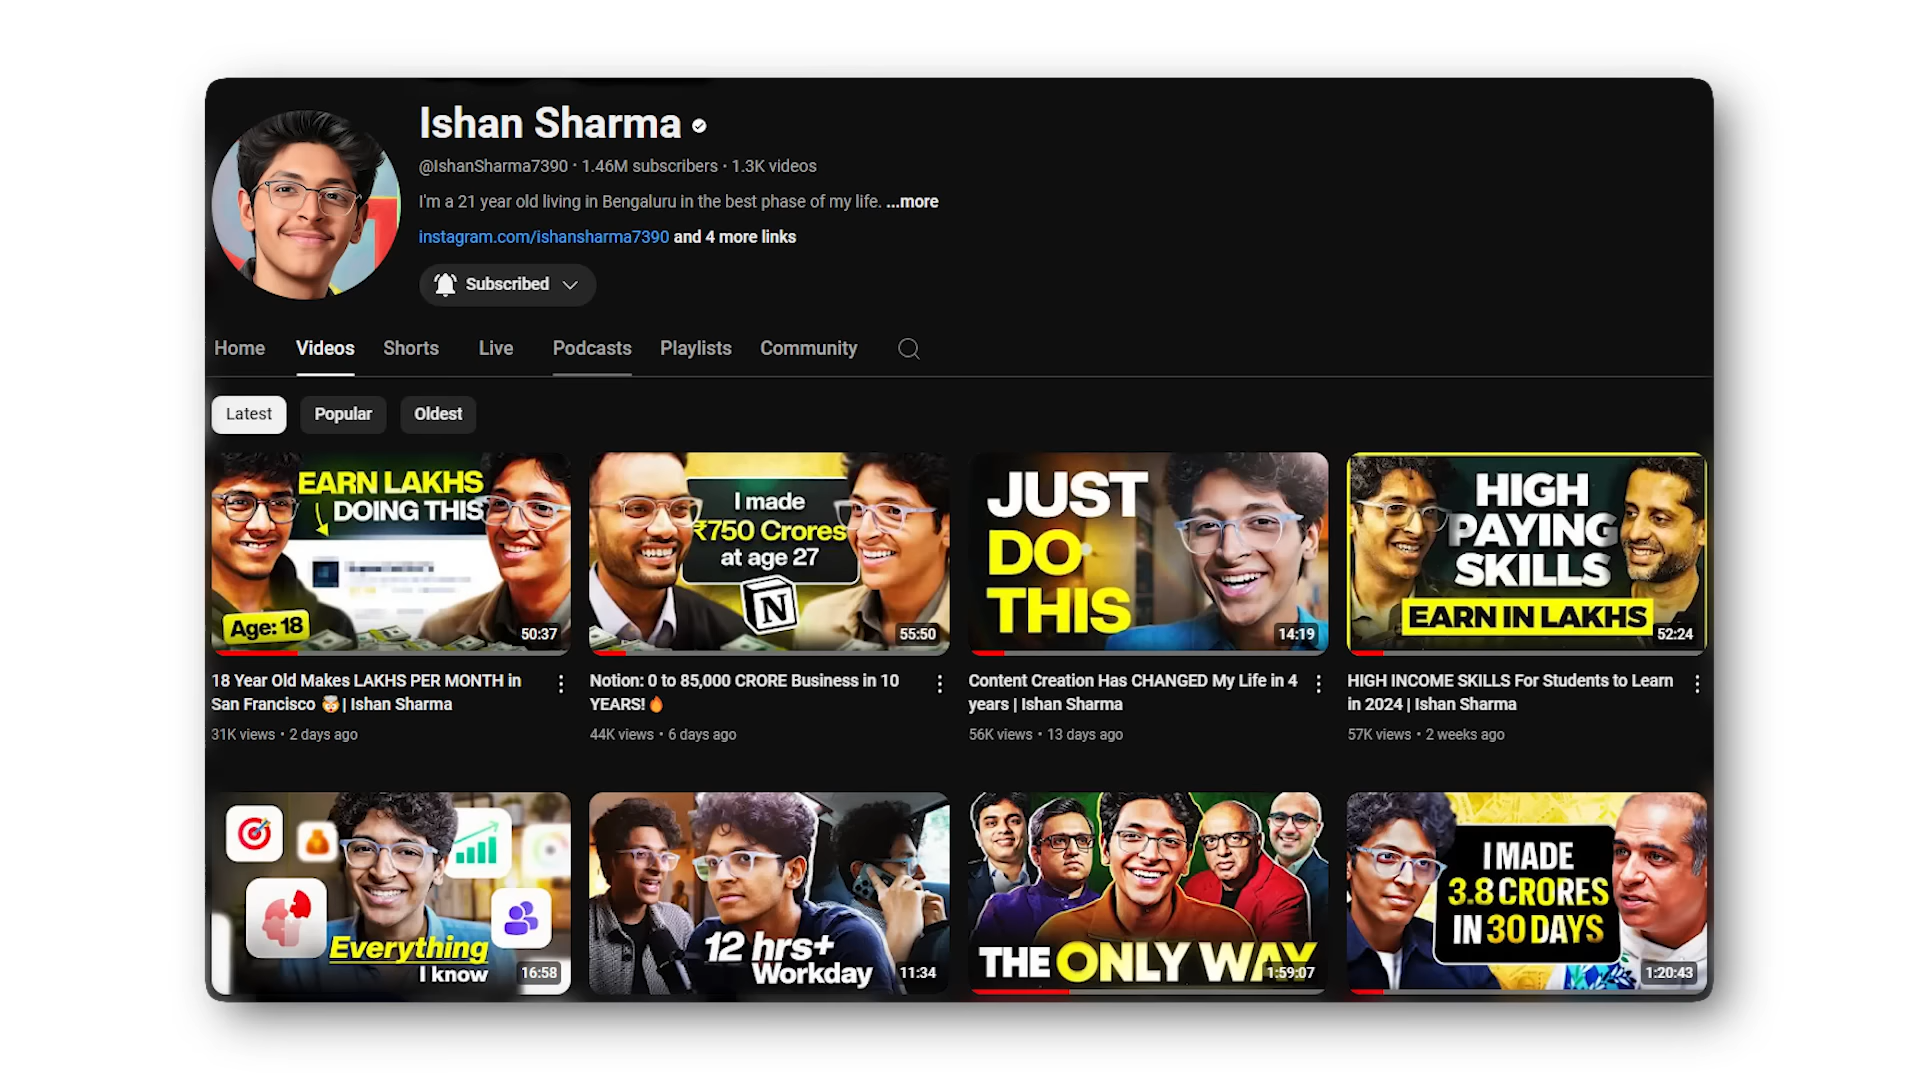 Ishan Sharma
@IshanSharma7390 · 1.46M subscribers · 1.3K videos
I'm a 21 year old living in Bengaluru in the best phase of my life. ...more
instagram.com/ishansharma7390 and 4 more links
Subscribed
Home Videos Shorts Live Podcasts Playlists Community
Latest Popular Oldest
EARN LAKHS
DOING THIS
Age: 18
50:37
I made
₹750 Crores
at age 27
N
55:50
JUST
DO
THIS
14:19
HIGH
PAYING
SKILLS
EARN IN LAKHS
52:24
18 Year Old Makes LAKHS PER MONTH in
San Francisco 🤯 | Ishan Sharma
31K views • 2 days ago
Notion: 0 to 85,000 CRORE Business in 10
YEARS!🔥
44K views • 6 days ago
Content Creation Has CHANGED My Life in 4
years | Ishan Sharma
56K views • 13 days ago
HIGH INCOME SKILLS For Students to Learn
in 2024 | Ishan Sharma
57K views • 2 weeks ago
Everything
I know
16:58
12 hrs+
Workday
11:34
THE ONLY WAY
1:59:07
I MADE
3.8 CRORES
IN 30 DAYS
1:20:43